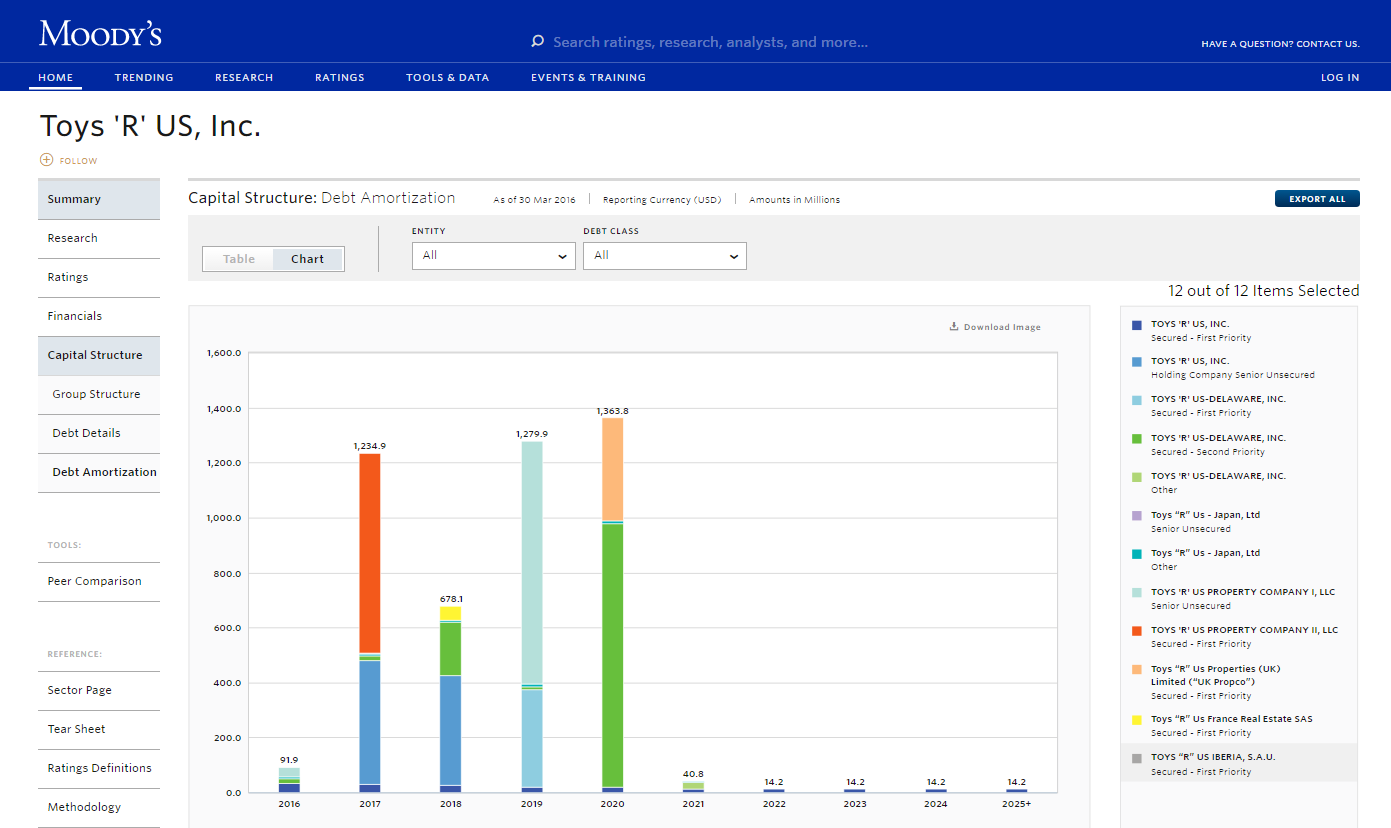 MOODY'S
Search ratings, research, analysts, and more...
HAVE A QUESTION? CONTACT US.
HOME TRENDING RESEARCH RATINGS TOOLS & DATA EVENTS & TRAINING LOG IN
Toys 'R' US, Inc.
FOLLOW
Summary
Research
Ratings
Financials
Capital Structure
Group Structure
Debt Details
Debt Amortization
TOOLS:
Peer Comparison
REFERENCE:
Sector Page
Tear Sheet
Ratings Definitions
Methodology
Capital Structure: Debt Amortization As of 30 Mar 2016 | Reporting Currency (USD) | Amounts in Millions
EXPORT ALL
Table Chart
ENTITY
All
DEBT CLASS
All
12 out of 12 Items Selected
Download Image
1,600.0
1,400.0
1,200.0
1,000.0
800.0
600.0
400.0
200.0
0.0
91.9
1,234.9
678.1
1,279.9
1,363.8
40.8
14.2
14.2
14.2
14.2
2016 2017 2018 2019 2020 2021 2022 2023 2024 2025+
TOYS 'R' US, INC.
Secured - First Priority
TOYS 'R' US, INC.
Holding Company Senior Unsecured
TOYS 'R' US-DELAWARE, INC.
Secured - First Priority
TOYS 'R' US-DELAWARE, INC.
Secured - Second Priority
TOYS 'R' US-DELAWARE, INC.
Other
Toys “R” Us - Japan, Ltd
Senior Unsecured
Toys “R” Us - Japan, Ltd
Other
TOYS 'R' US PROPERTY COMPANY I, LLC
Senior Unsecured
TOYS 'R' US PROPERTY COMPANY II, LLC
Secured - First Priority
Toys “R” Us Properties (UK)
Limited (“UK Propco”)
Secured - First Priority
Toys “R” Us France Real Estate SAS
Secured - First Priority
TOYS “R” US IBERIA, S.A.U.
Secured - First Priority